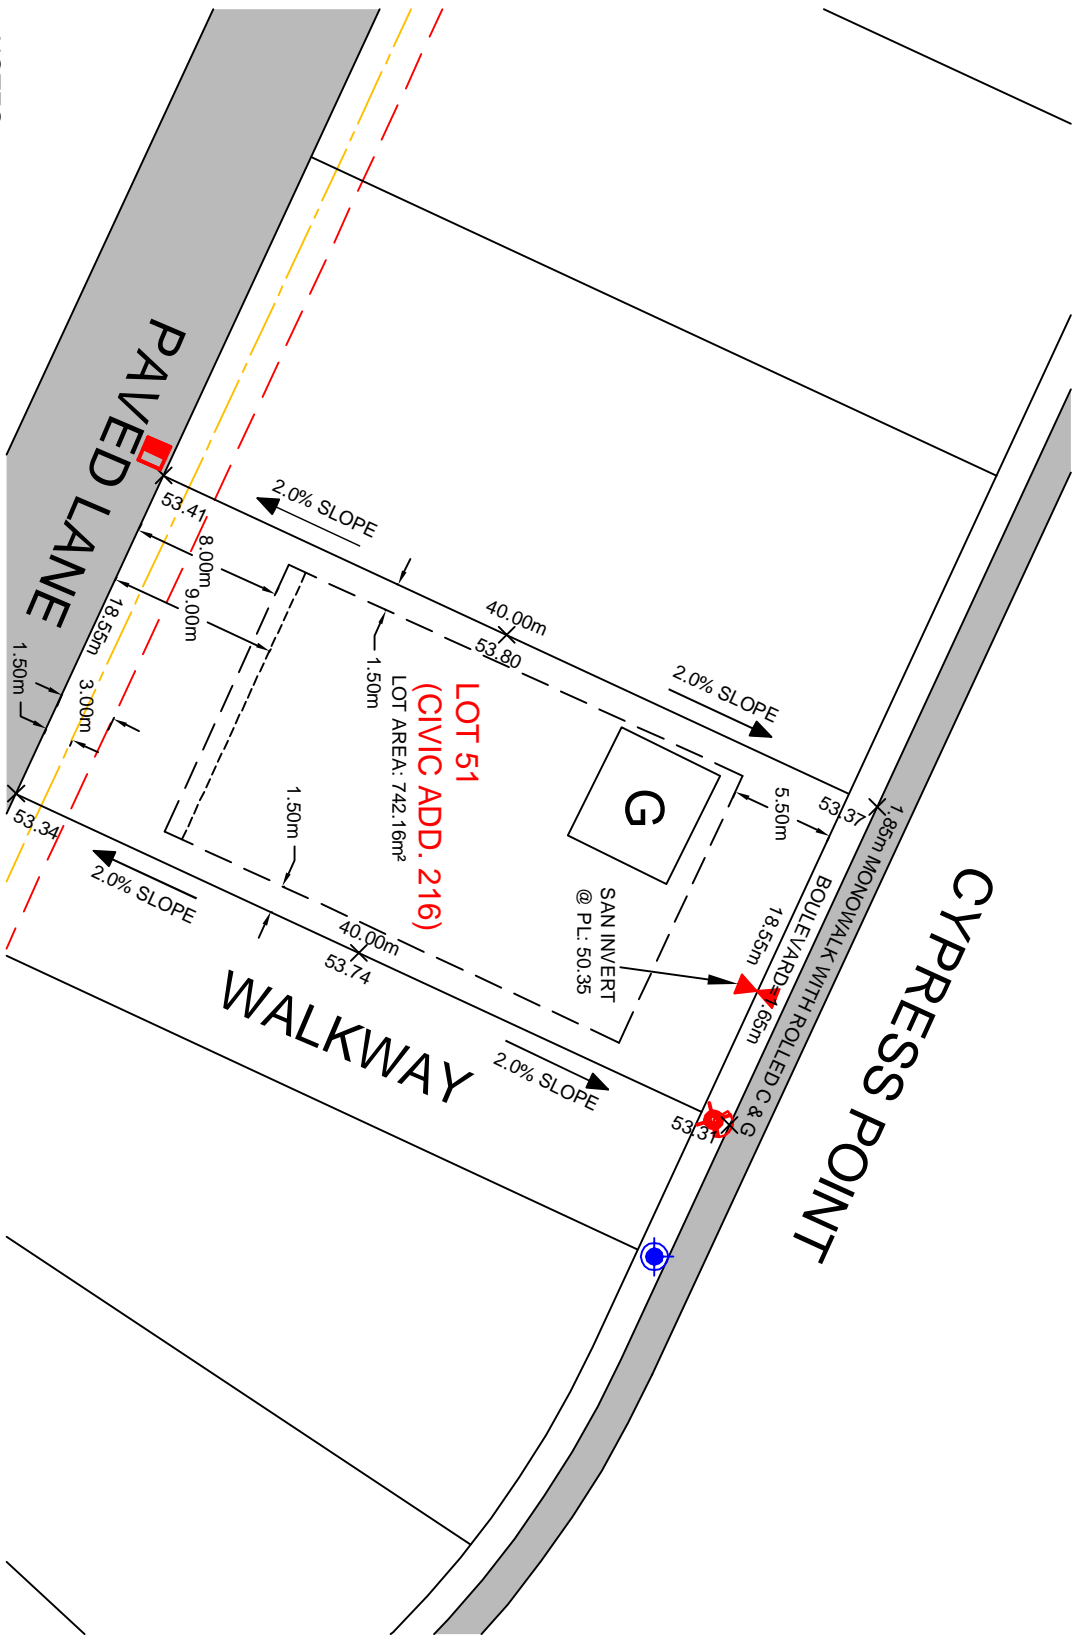 CYPRESS POINT
1.85m MONOWALK WITH ROLLED C & G
BOULEVARD=1.65m
18.55m
53.37
53.31
5.50m
2.0% SLOPE
SAN INVERT
@ PL: 50.35
G
40.00m
53.80
LOT 51
(CIVIC ADD. 216)
LOT AREA: 742.16m²
1.50m
1.50m
2.0% SLOPE
40.00m
53.74
WALKWAY
2.0% SLOPE
2.0% SLOPE
53.41
8.00m
9.00m
18.55m
3.00m
1.50m
53.34
PAVED LANE